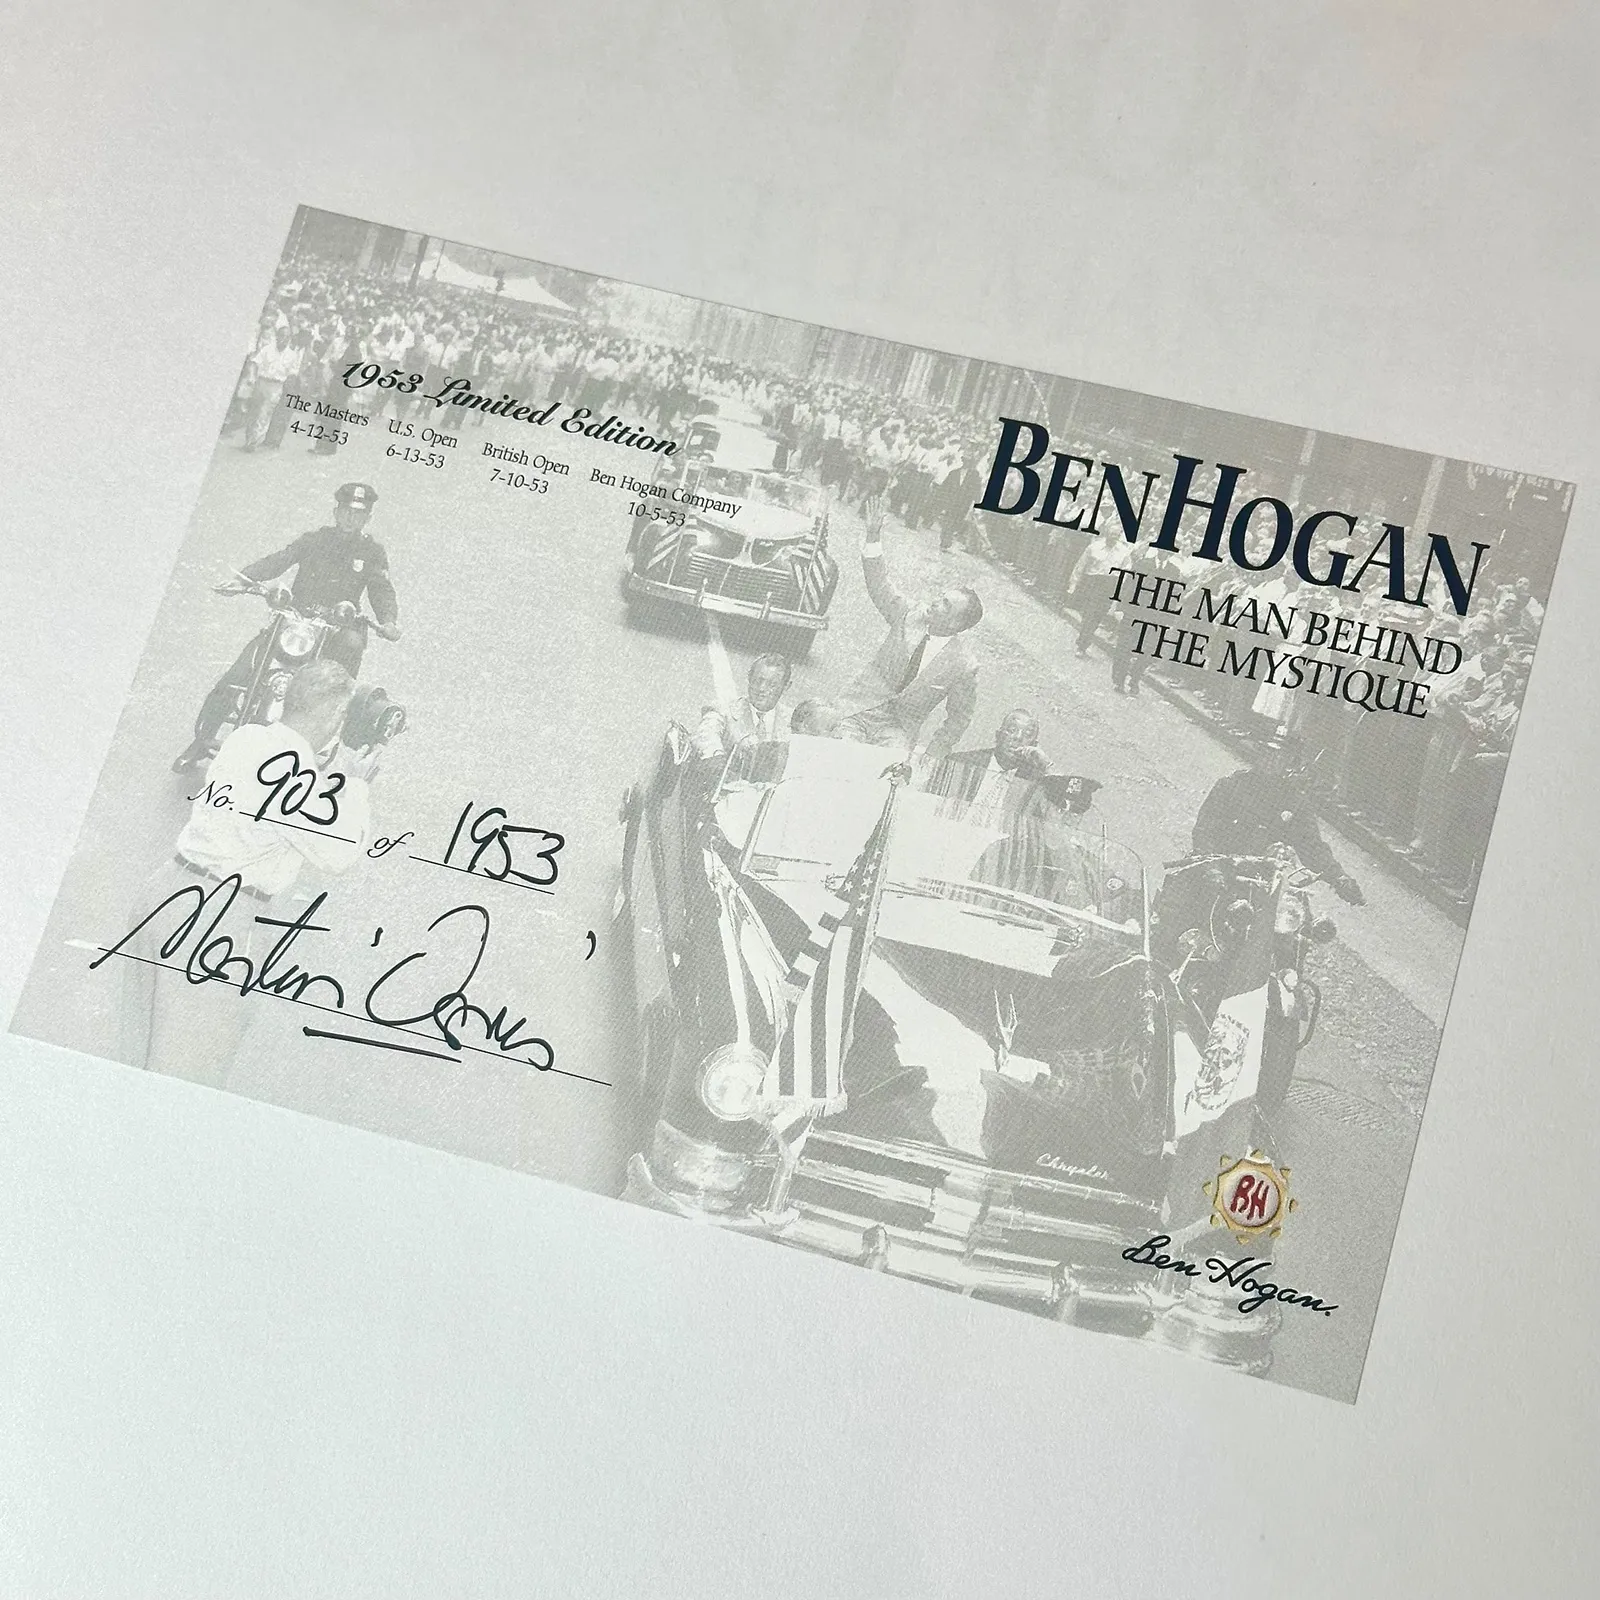 1953 Limited Edition
The Masters U.S. Open British Open Ben Hogan Company
4-12-53 6-13-53 7-10-53 10-5-53
BEN HOGAN
THE MAN BEHIND
THE MYSTIQUE
No. 903 of 1953
Martin Davis
Chrysler
BH
Ben Hogan.